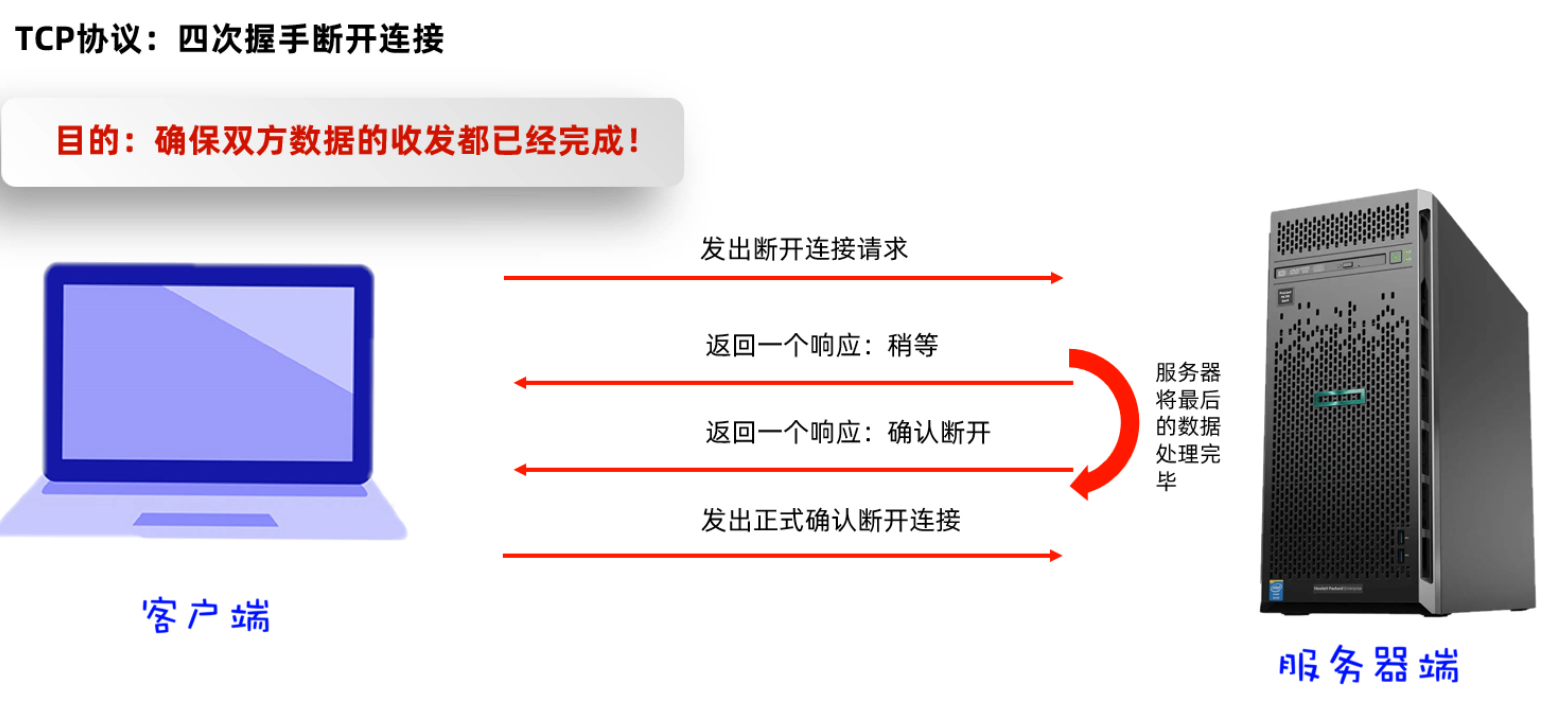 TCP协议：四次握手断开连接
目的：确保双方数据的收发都已经完成！
发出断开连接请求
返回一个响应：稍等
返回一个响应：确认断开
发出正式确认断开连接
服务器
将最后
的数据
处理完
毕
客户端
服务器端